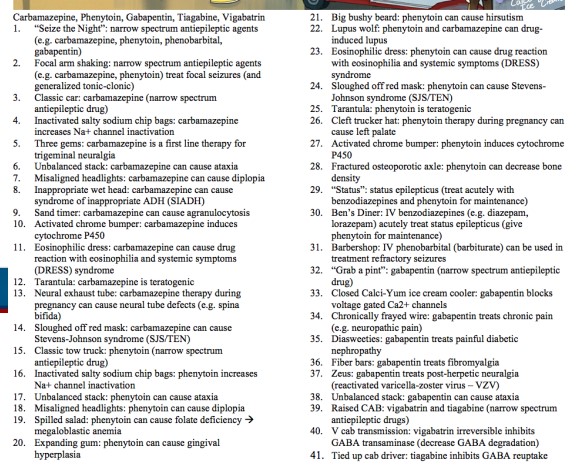 Carbamazepine, Phenytoin, Gabapentin, Tiagabine, Vigabatrin
1. "Seize the Night": narrow spectrum antiepileptic agents
(e.g. carbamazepine, phenytoin, phenobarbital,
gabapentin)
2. Focal arm shaking: narrow spectrum antiepileptic agents
(e.g. carbamazepine, phenytoin) treat focal seizures (and
generalized tonic-clonic)
3. Classic car: carbamazepine (narrow spectrum
antiepileptic drug)
4. Inactivated salty sodium chip bags: carbamazepine
increases Na+ channel inactivation
5. Three gems: carbamazepine is a first line therapy for
trigeminal neuralgia
6. Unbalanced stack: carbamazepine can cause ataxia
7. Misaligned headlights: carbamazepine can cause diplopia
8. Inappropriate wet head: carbamazepine can cause
syndrome of inappropriate ADH (SIADH)
9. Sand timer: carbamazepine can cause agranulocytosis
10. Activated chrome bumper: carbamazepine induces
cytochrome P450
11. Eosinophilic dress: carbamazepine can cause drug
reaction with eosinophilia and systemic symptoms
(DRESS) syndrome
12. Tarantula: carbamazepine is teratogenic
13. Neural exhaust tube: carbamazepine therapy during
pregnancy can cause neural tube defects (e.g. spina
bifida)
14. Sloughed off red mask: carbamazepine can cause
Stevens-Johnson syndrome (SJS/TEN)
15. Classic tow truck: phenytoin (narrow spectrum
antiepileptic drug)
16. Inactivated salty sodium chip bags: phenytoin increases
Na+ channel inactivation
17. Unbalanced stack: phenytoin can cause ataxia
18. Misaligned headlights: phenytoin can cause diplopia
19. Spilled salad: phenytoin can cause folate deficiency →
megaloblastic anemia
20. Expanding gum: phenytoin can cause gingival
hyperplasia
21. Big bushy beard: phenytoin can cause hirsutism
22. Lupus wolf: phenytoin and carbamazepine can drug-
induced lupus
23. Eosinophilic dress: phenytoin can cause drug reaction
with eosinophilia and systemic symptoms (DRESS)
syndrome
24. Sloughed off red mask: phenytoin can cause Stevens-
Johnson syndrome (SJS/TEN)
25. Tarantula: phenytoin is teratogenic
26. Cleft trucker hat: phenytoin therapy during pregnancy can
cause left palate
27. Activated chrome bumper: phenytoin induces cytochrome
P450
28. Fractured osteoporotic axle: phenytoin can decrease bone
density
29. "Status": status epilepticus (treat acutely with
benzodiazepines and phenytoin for maintenance)
30. Ben's Diner: IV benzodiazepines (e.g. diazepam,
lorazepam) acutely treat status epilepticus (give
phenytoin for maintenance)
31. Barbershop: IV phenobarbital (barbiturate) can be used in
treatment refractory seizures
32. "Grab a pint": gabapentin (narrow spectrum antiepileptic
drug)
33. Closed Calci-Yum ice cream cooler: gabapentin blocks
voltage gated Ca2+ channels
34. Chronically frayed wire: gabapentin treats chronic pain
(e.g. neuropathic pain)
35. Diasweeties: gabapentin treats painful diabetic
nephropathy
36. Fiber bars: gabapentin treats fibromyalgia
37. Zeus: gabapentin treats post-herpetic neuralgia
(reactivated varicella-zoster virus – VZV)
38. Unbalanced stack: gabapentin can cause ataxia
39. Raised CAB: vigabatrin and tiagabine (narrow spectrum
antiepileptic drugs)
40. V cab transmission: vigabatrin irreversible inhibits
GABA transaminase (decrease GABA degradation)
41. Tied up cab driver: tiagabine inhibits GABA reuptake